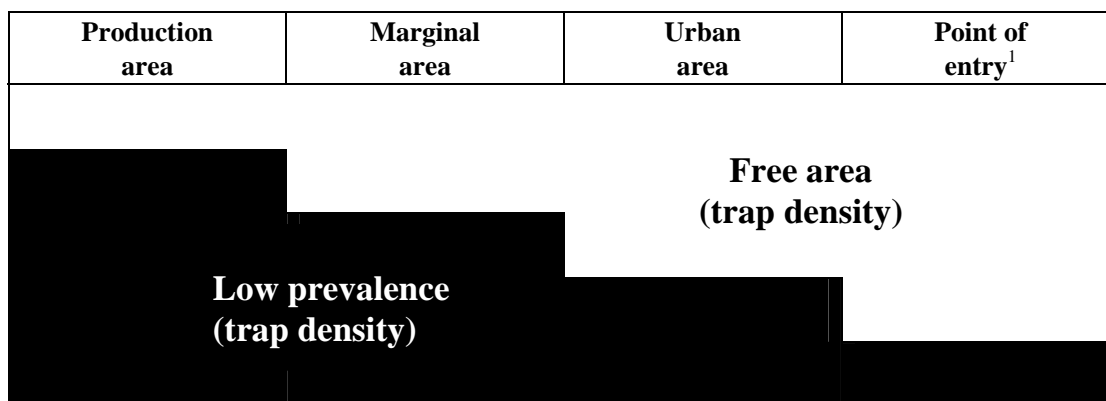 Production area
Marginal area
Urban area
Point of entry¹
Free area
(trap density)
Low prevalence
(trap density)